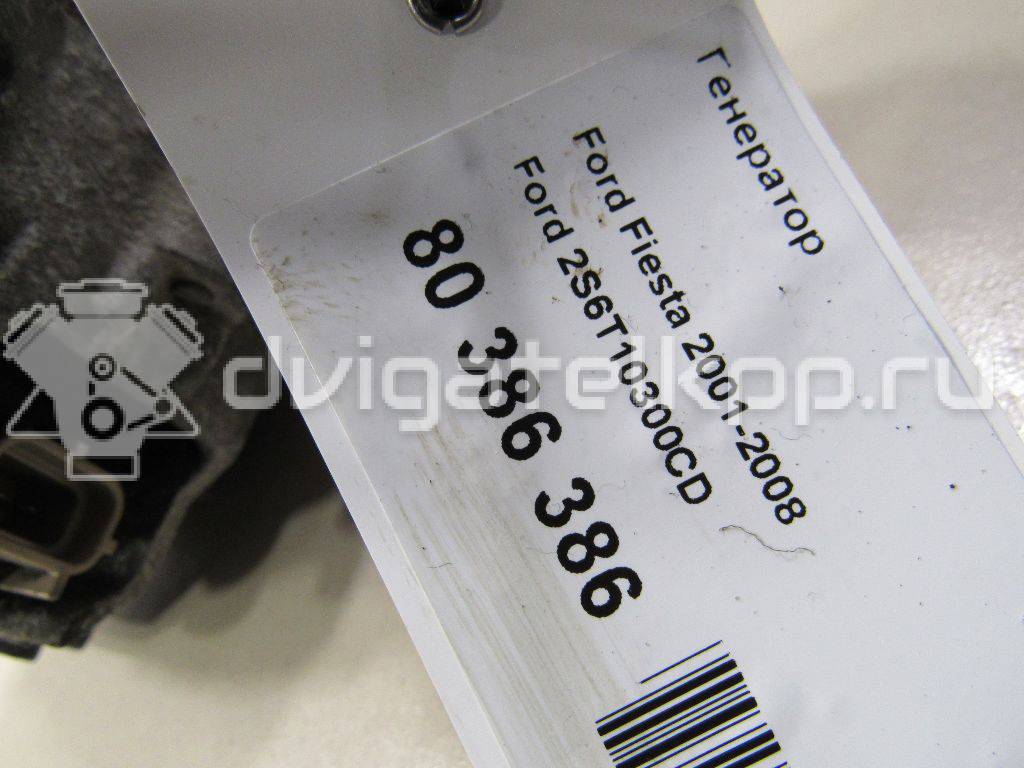 Генератор
Ford Fiesta 2001-2008
Ford 2S6T10300CD
80 386 386
dvigatelkop.ru